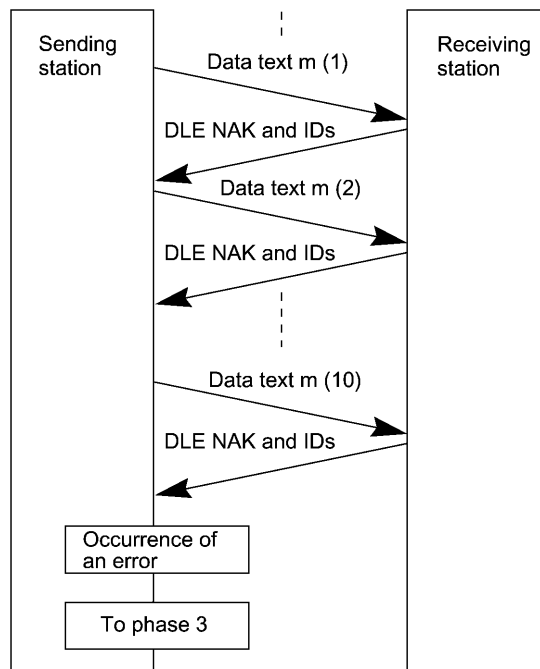 Sending
station
Receiving
station
Data text m (1)
DLE NAK and IDs
Data text m (2)
DLE NAK and IDs
Data text m (10)
DLE NAK and IDs
Occurrence of
an error
To phase 3